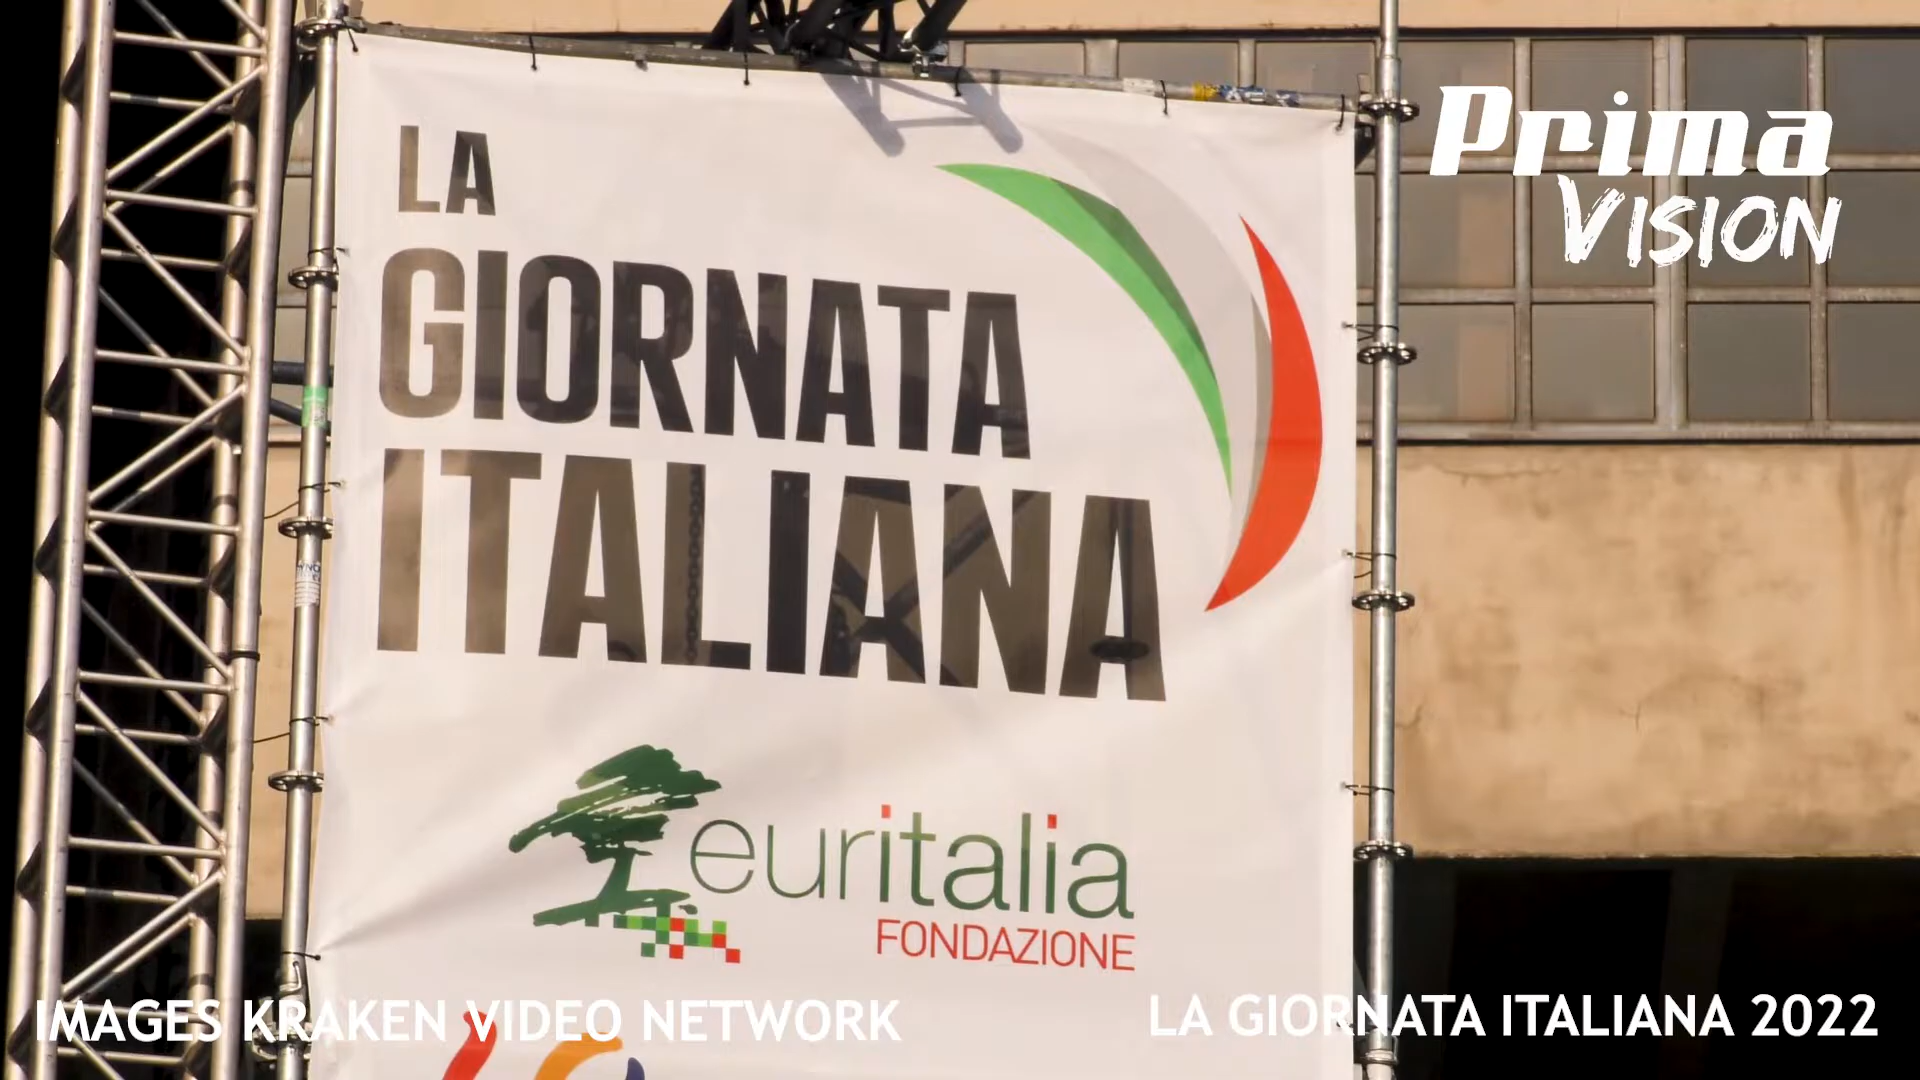 LA
GIORNATA
ITALIANA
Prima
VISION
euritalia
FONDAZIONE
IMAGES KRAKEN VIDEO NETWORK
LA GIORNATA ITALIANA 2022